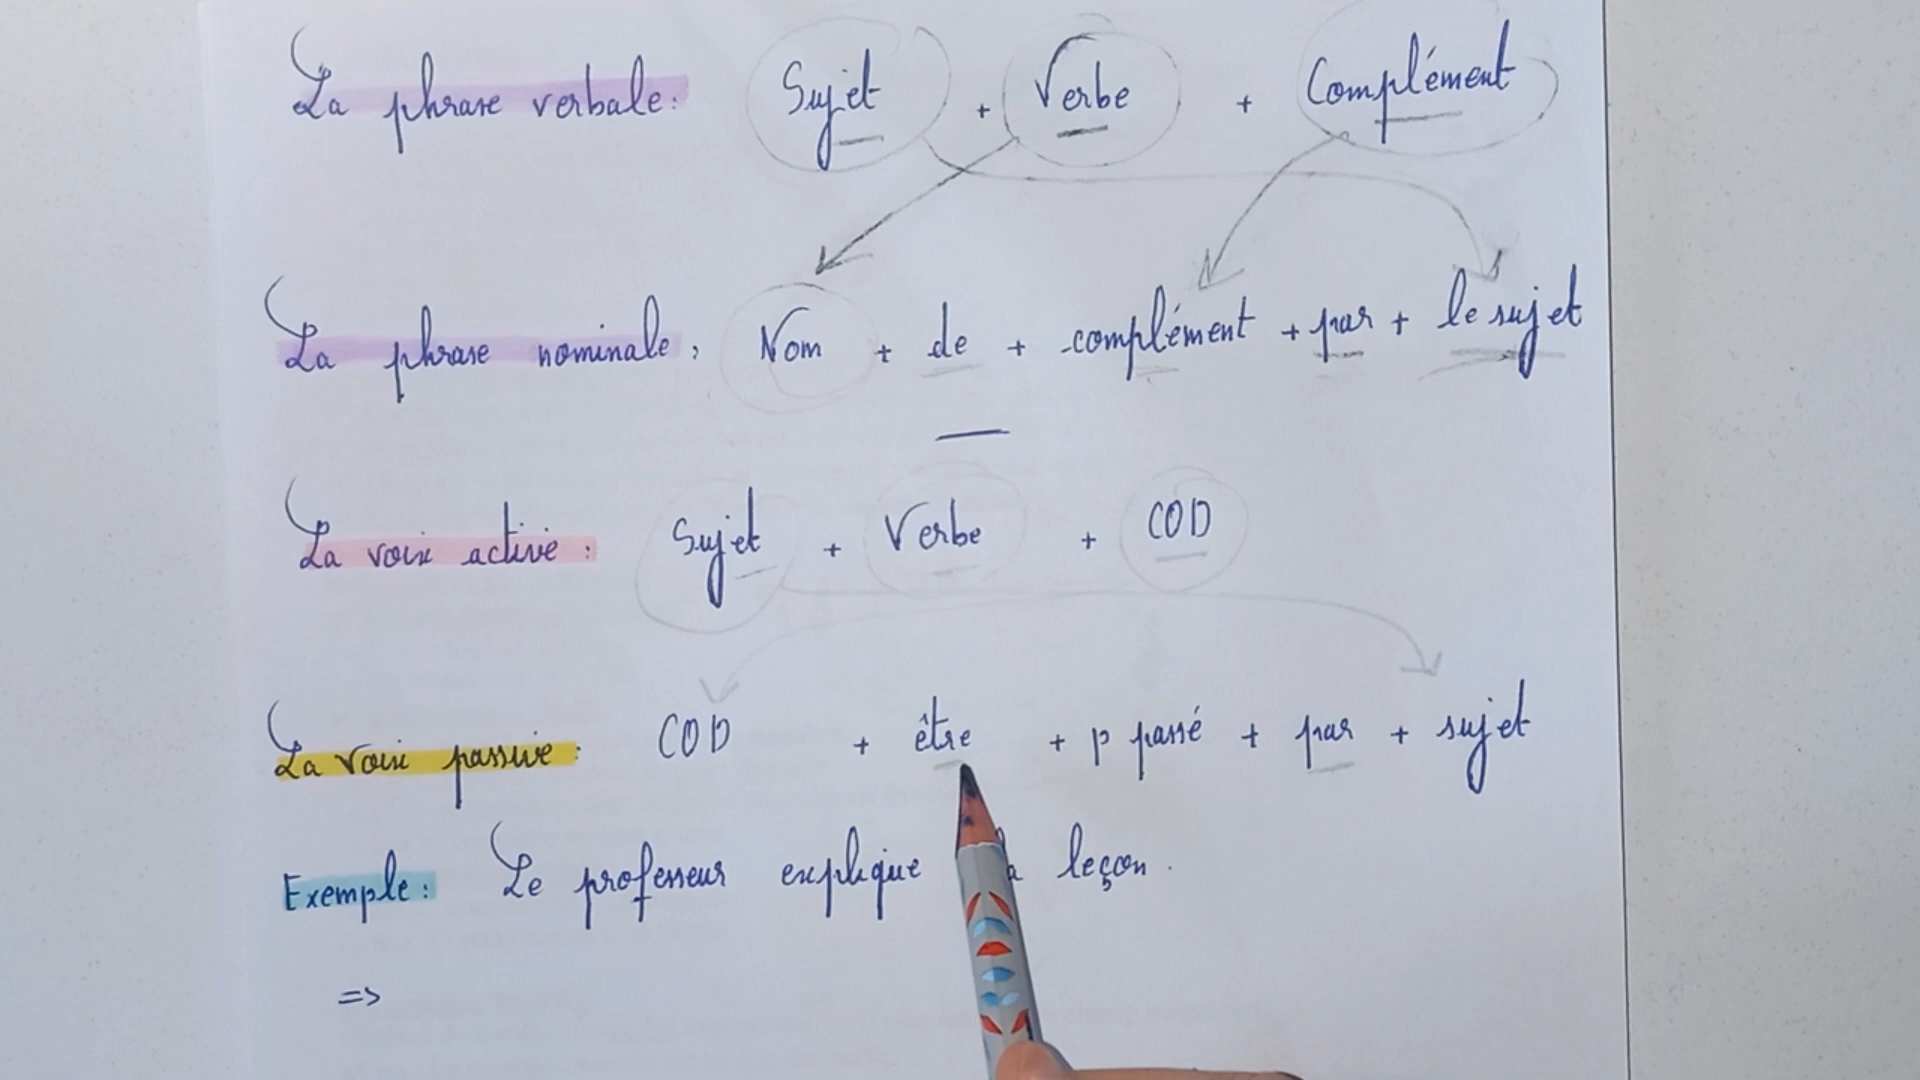 La phrase verbale: Sujet + Verbe + Complément
La phrase nominale: Nom + de + complément + par + le sujet
La voix active: Sujet + Verbe + COD
La voix passive: COD + être + p passé + par + sujet
Exemple: Le professeur explique la leçon.
=>